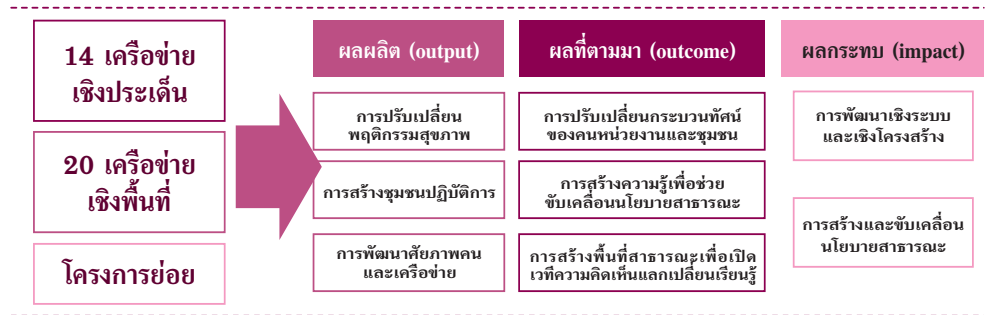 14 เครือข่าย
เชิงประเด็น
20 เครือข่าย
เชิงพื้นที่
โครงการย่อย
ผลผลิต (output)
การปรับเปลี่ยน
พฤติกรรมสุขภาพ
การสร้างชุมชนปฏิบัติการ
การพัฒนาศัยภาพคน
และเครือข่าย
ผลที่ตามมา (outcome)
การปรับเปลี่ยนกระบวนทัศน์
ของคนหน่วยงานและชุมชน
การสร้างความรู้เพื่อช่วย
ขับเคลื่อนนโยบายสาธารณะ
การสร้างพื้นที่สาธารณะเพื่อเปิด
เวทีความคิดเห็นแลกเปลี่ยนเรียนรู้
ผลกระทบ (impact)
การพัฒนาเชิงระบบ
และเชิงโครงสร้าง
การสร้างและขับเคลื่อน
นโยบายสาธารณะ